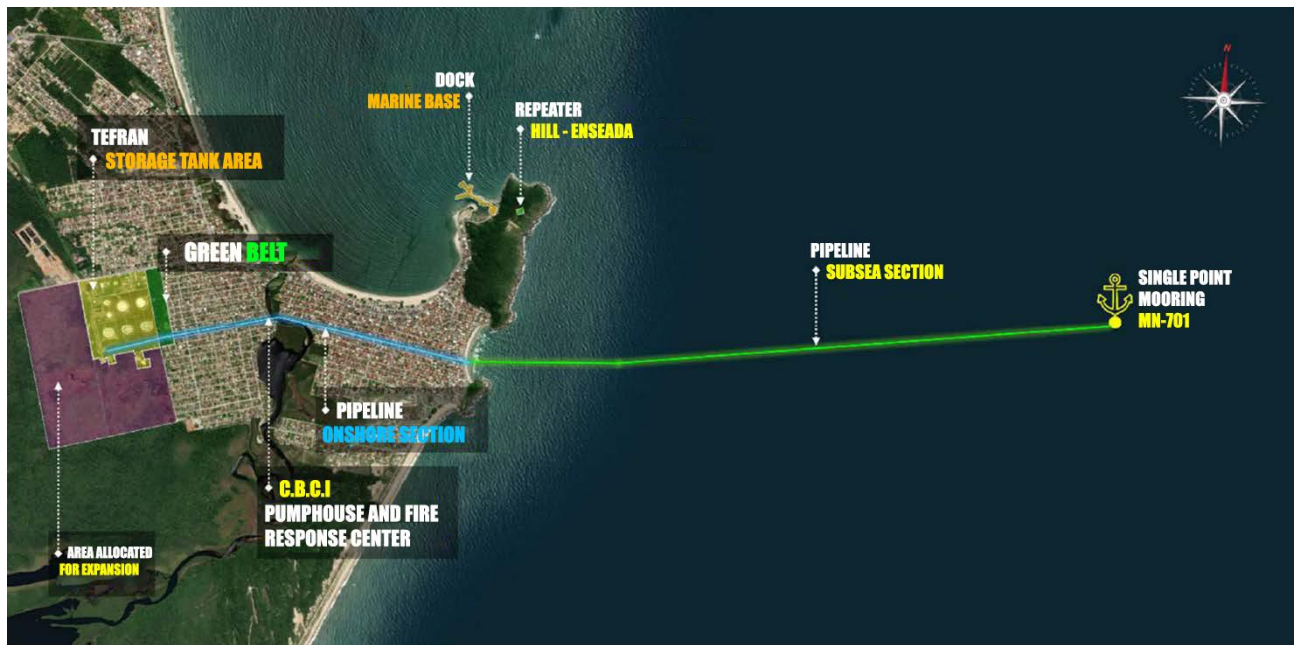 N
DOCK
MARINE BASE
REPEATER
HILL - ENSEADA
TEFRAN
STORAGE TANK AREA
GREEN BELT
PIPELINE
SUBSEA SECTION
SINGLE POINT
MOORING
MN-701
PIPELINE
ONSHORE SECTION
C.B.C.I
PUMPHOUSE AND FIRE
RESPONSE CENTER
AREA ALLOCATED
FOR EXPANSION